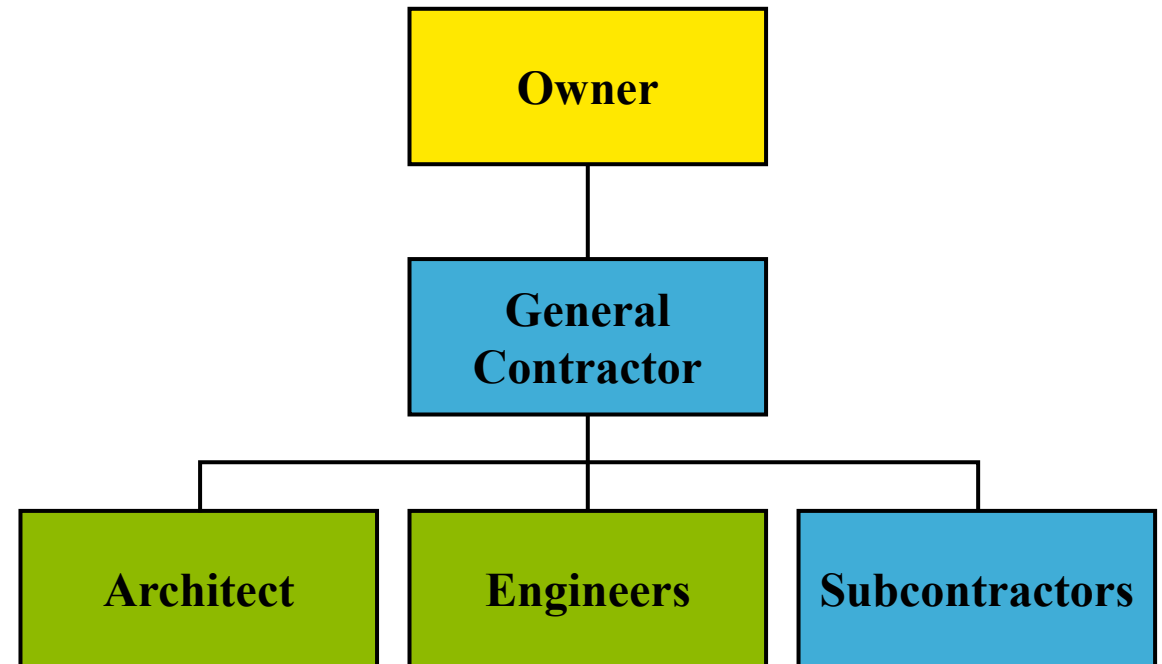 Owner
General
Contractor
Architect
Engineers
Subcontractors